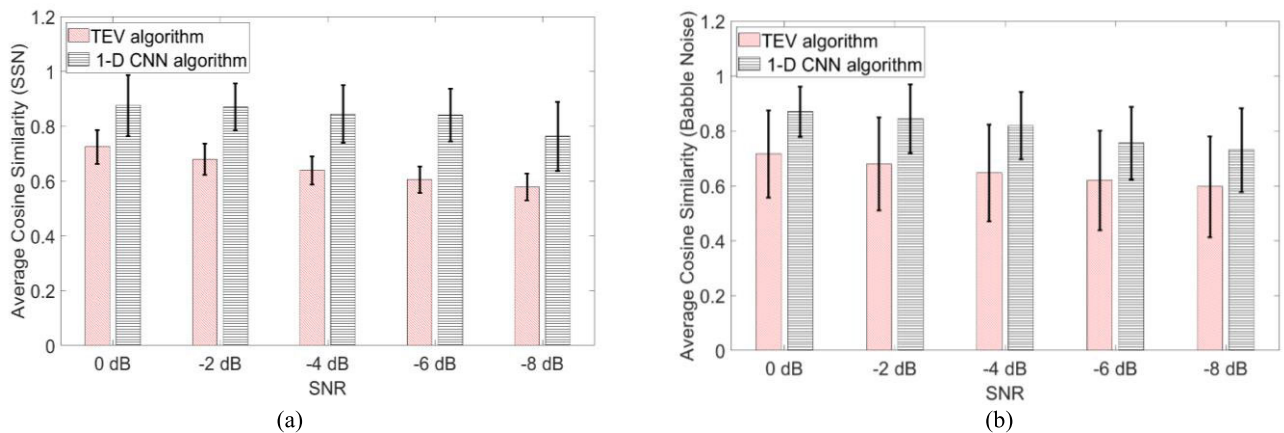 Average Cosine Similarity (SSN)
1.2
1
0.8
0.6
0.4
0.2
0
TEV algorithm
1-D CNN algorithm
0 dB -2 dB -4 dB -6 dB -8 dB
SNR
(a)
Average Cosine Similarity (Babble Noise)
1.2
1
0.8
0.6
0.4
0.2
0
TEV algorithm
1-D CNN algorithm
0 dB -2 dB -4 dB -6 dB -8 dB
SNR
(b)